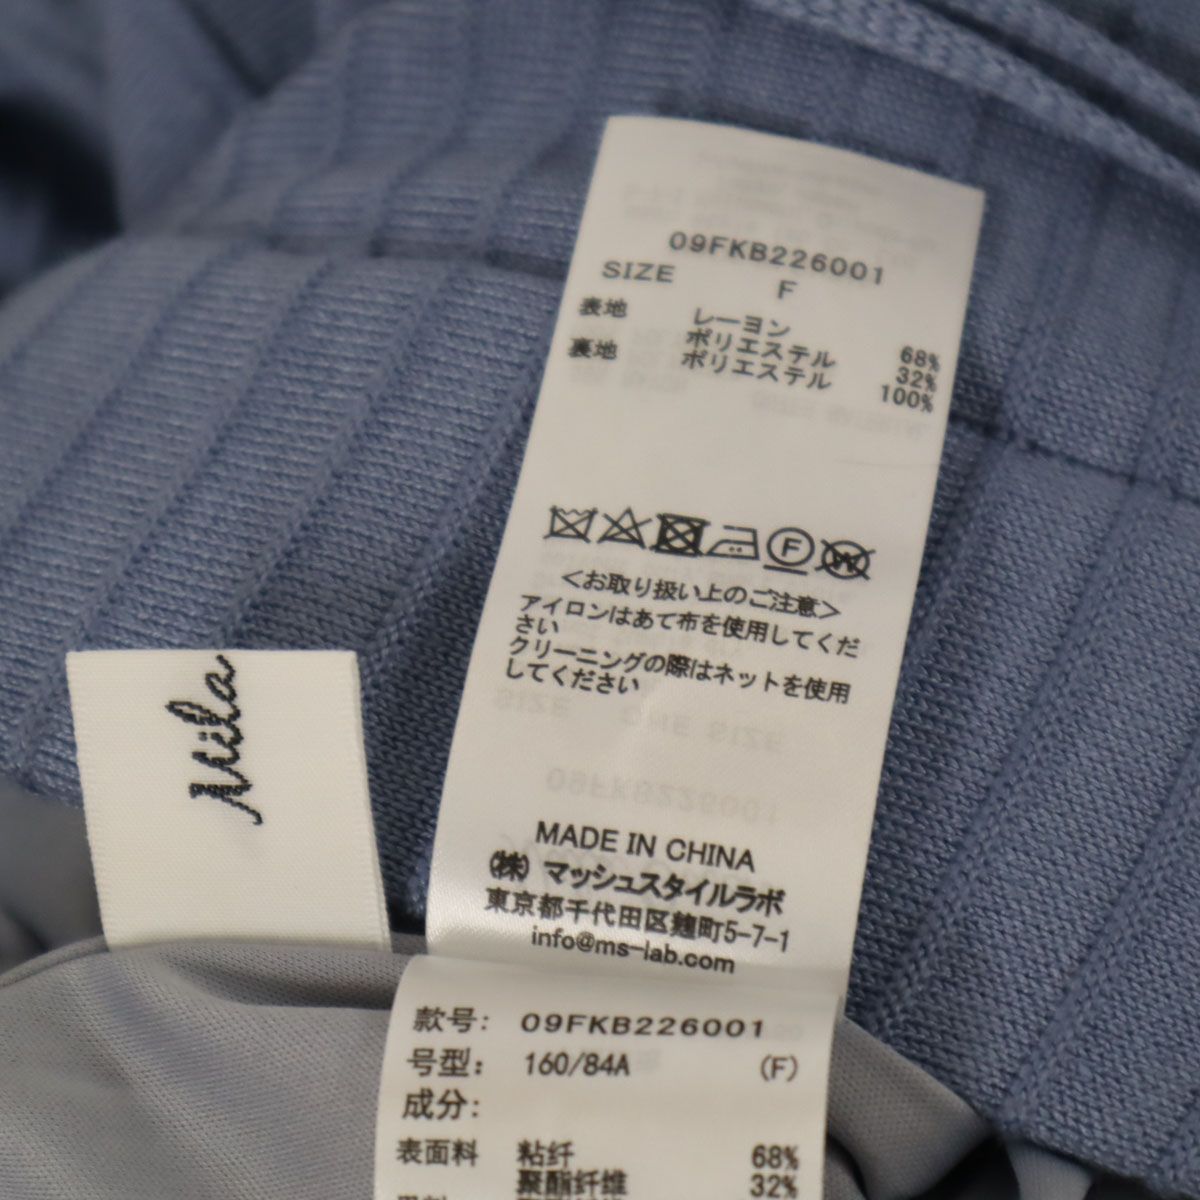 09FKB226001
SIZE F
表地 レーヨン 68%
ポリエステル 32%
裏地 ポリエステル 100%
F
W
<お取り扱い上のご注意>
アイロンはあて布を使用してくだ
さい
クリーニングの際はネットを使用
してください
MADE IN CHINA
㈱ マッシュスタイルラボ
東京都千代田区麹町5-7-1
info@ms-lab.com
Mila
款号: 09FKB226001
号型: 160/84A (F)
成分:
表面料 粘纤 68%
聚酯纤维 32%